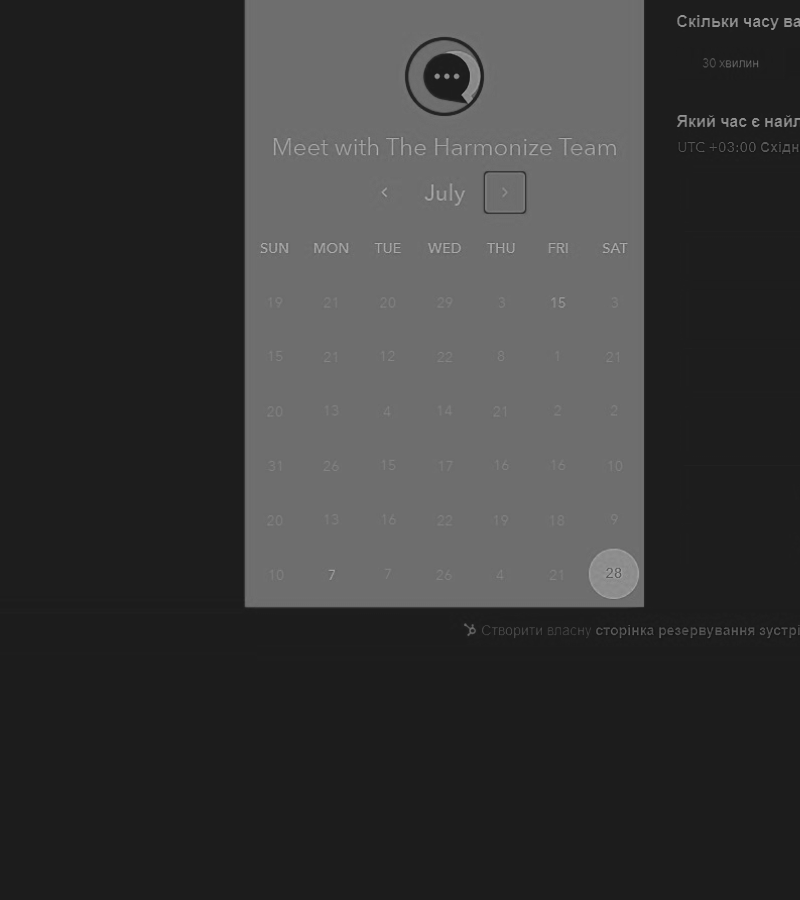 Meet with The Harmonize Team
July
SUN MON TUE WED THU FRI SAT
19 21 20 29 3 15 3
15 21 12 22 8 1 21
20 13 4 14 21 2 2
31 26 15 17 16 16 10
20 13 16 22 19 18 9
10 7 7 26 4 21 28
Скільки часу ва
30 хвилин
Який час є найл
UTC +03:00 Східн
Створити власну сторінка резервування зустрі